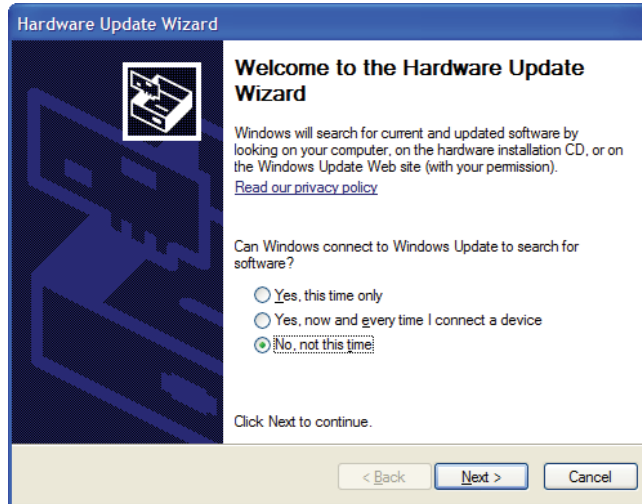 Hardware Update Wizard
Welcome to the Hardware Update
Wizard
Windows will search for current and updated software by
looking on your computer, on the hardware installation CD, or on
the Windows Update Web site (with your permission).
Read our privacy policy
Can Windows connect to Windows Update to search for
software?
Yes, this time only
Yes, now and every time I connect a device
No, not this time
Click Next to continue.
< Back Next > Cancel